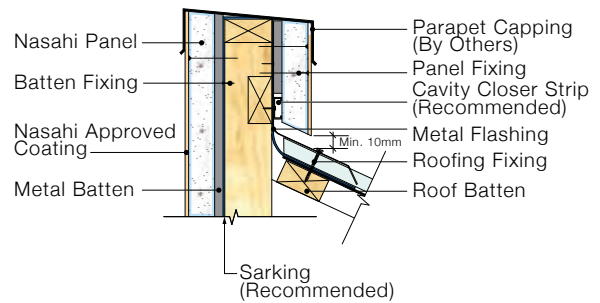 Nasahi Panel
Batten Fixing
Nasahi Approved
Coating
Metal Batten
Parapet Capping
(By Others)
Panel Fixing
Cavity Closer Strip
(Recommended)
Metal Flashing
Min. 10mm
Roofing Fixing
Roof Batten
Sarking
(Recommended)